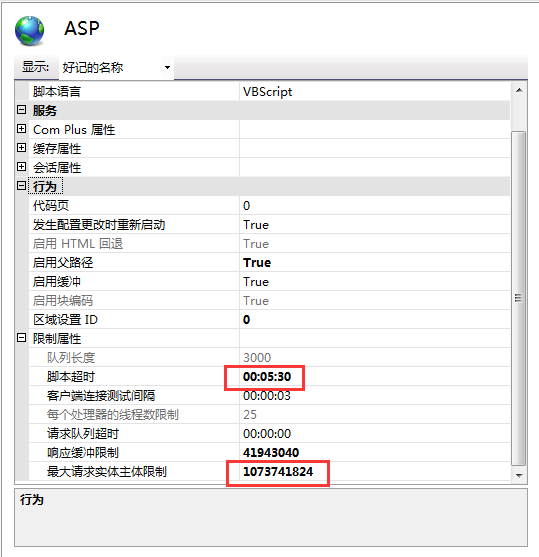 ASP
显示: 好记的名称
脚本语言 VBScript
服务
Com Plus 属性
缓存属性
会话属性
行为
代码页 0
发生配置更改时重新启动 True
启用 HTML 回退 True
启用父路径 True
启用缓冲 True
启用块编码 True
区域设置 ID 0
限制属性
队列长度 3000
脚本超时 00:05:30
客户端连接测试间隔 00:00:03
每个处理器的线程数限制 25
请求队列超时 00:00:00
响应缓冲限制 41943040
最大请求实体主体限制 1073741824
行为